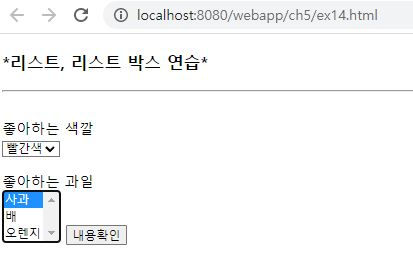 localhost:8080/webapp/ch5/ex14.html
*리스트, 리스트 박스 연습*
좋아하는 색깔
빨간색
좋아하는 과일
사과
배
오렌지
내용확인